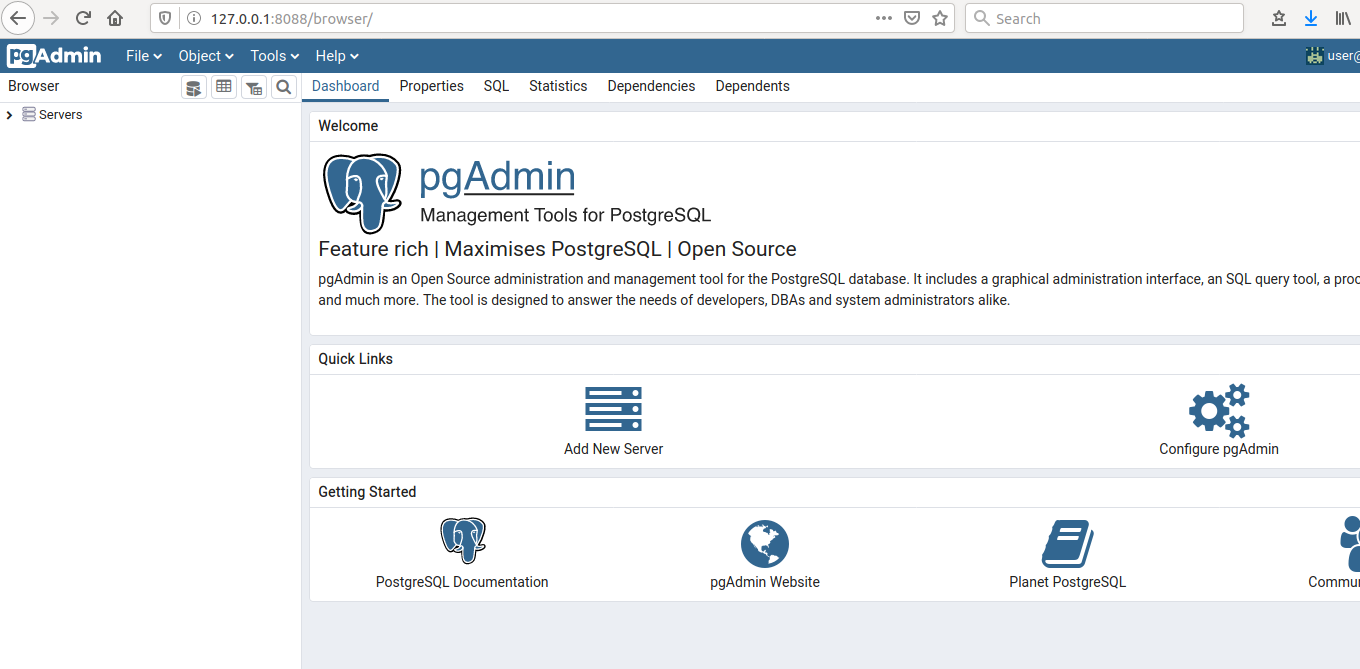 127.0.0.1:8088/browser/
Search
pgAdmin
File
Object
Tools
Help
user@
Browser
Dashboard
Properties
SQL
Statistics
Dependencies
Dependents
Servers
Welcome
pgAdmin
Management Tools for PostgreSQL
Feature rich | Maximises PostgreSQL | Open Source
pgAdmin is an Open Source administration and management tool for the PostgreSQL database. It includes a graphical administration interface, an SQL query tool, a proc
and much more. The tool is designed to answer the needs of developers, DBAs and system administrators alike.
Quick Links
Add New Server
Configure pgAdmin
Getting Started
PostgreSQL Documentation
pgAdmin Website
Planet PostgreSQL
Commu